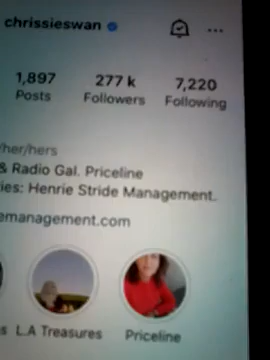 chrissieswan
1,897 277 k 7,220
Posts Followers Following
/her/hers
& Radio Gal. Priceline
ies: Henrie Stride Management.
emanagement.com
s L.A Treasures Priceline